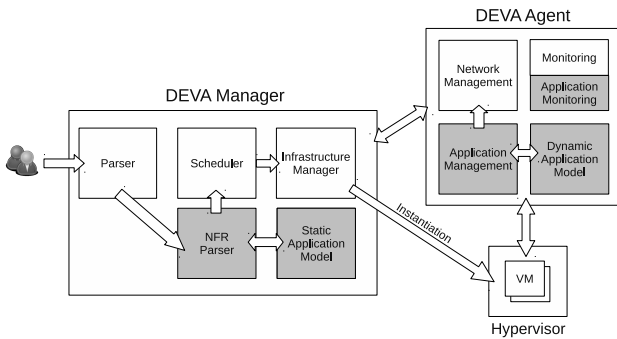 DEVA Agent
Network
Management
Monitoring
Application
Monitoring
Application
Management
Dynamic
Application
Model
DEVA Manager
Parser
Scheduler
Infrastructure
Manager
NFR
Parser
Static
Application
Model
Instantiation
VM
Hypervisor